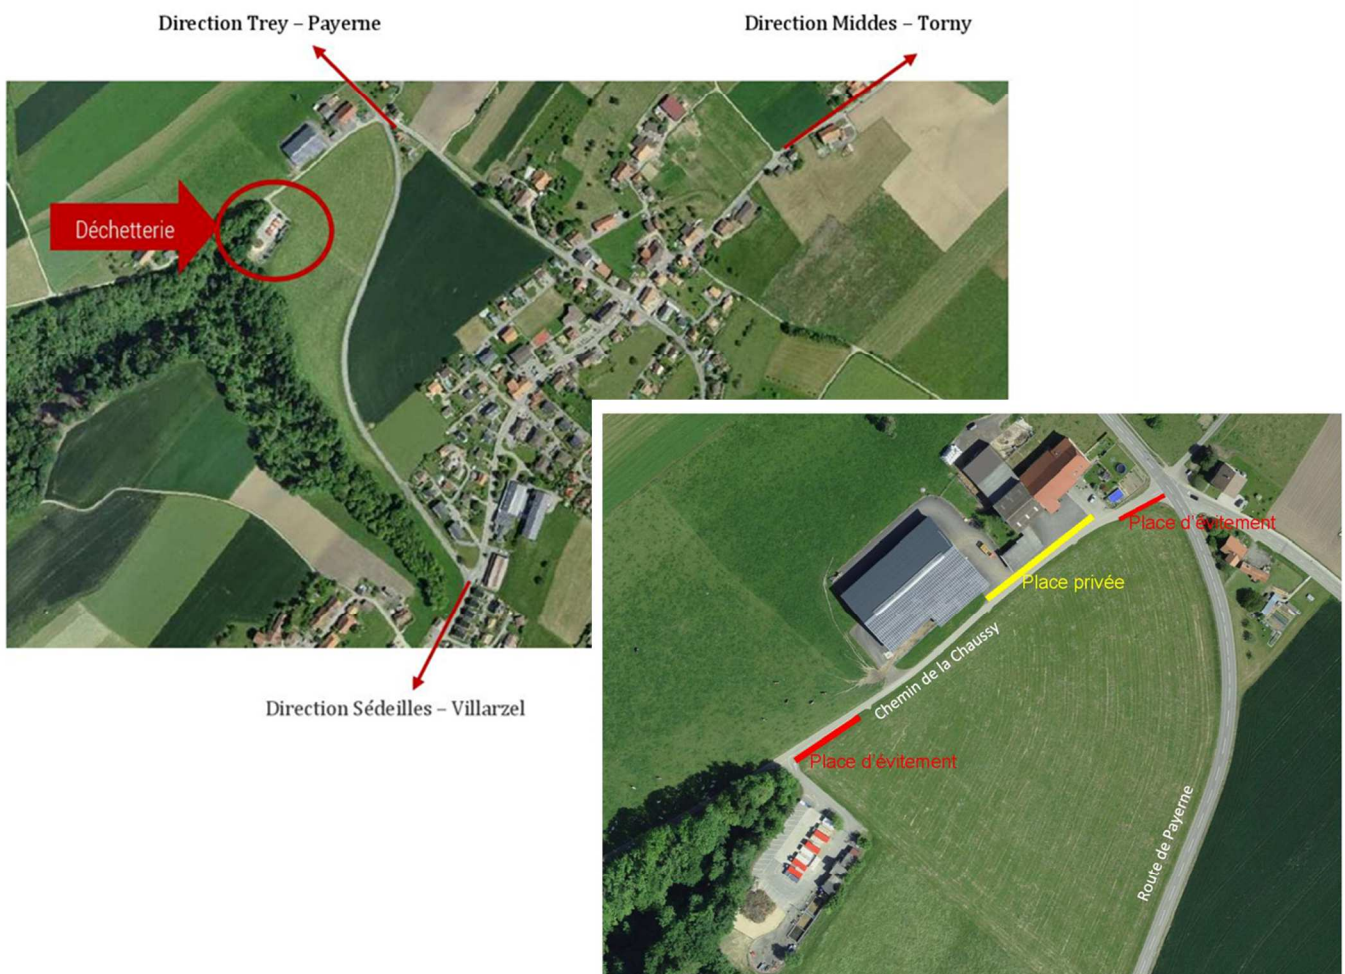 Direction Trey – Payerne
Direction Middes – Torny
Déchetterie
Direction Sédeilles – Villarzel
Place d'évitement
Place privée
Chemin de la Chaussy
Place d'évitement
Route de Payerne